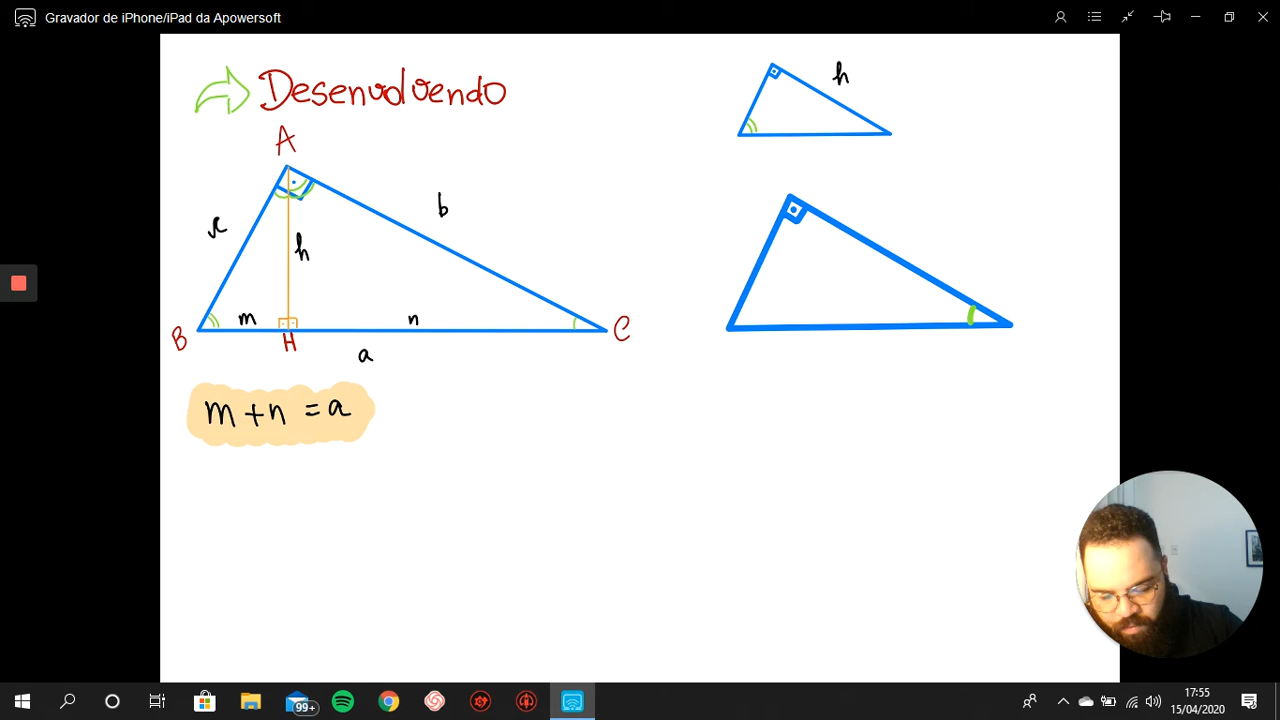 Gravador de iPhone/iPad da Apowersoft
Desenvolvendo
h
A
c
b
h
B
m
H
n
C
a
m + n = a
99+
17:55
15/04/2020